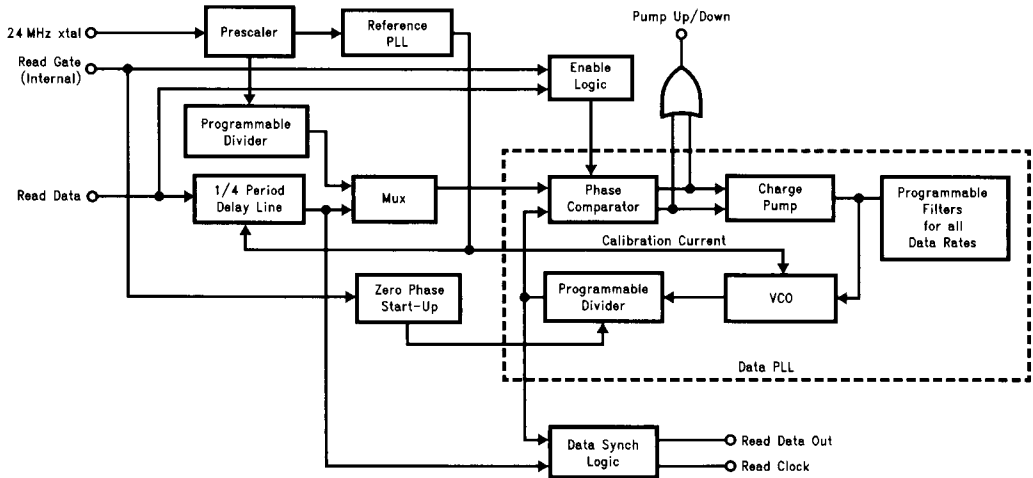 Pump Up/Down
24 MHz xtal
Prescaler
Reference
PLL
Read Gate
(Internal)
Enable
Logic
Programmable
Divider
Read Data
1/4 Period
Delay Line
Mux
Phase
Comparator
Charge
Pump
Programmable
Filters
for all
Data Rates
Calibration Current
Zero Phase
Start-Up
Programmable
Divider
VCO
Data PLL
Data Synch
Logic
Read Data Out
Read Clock